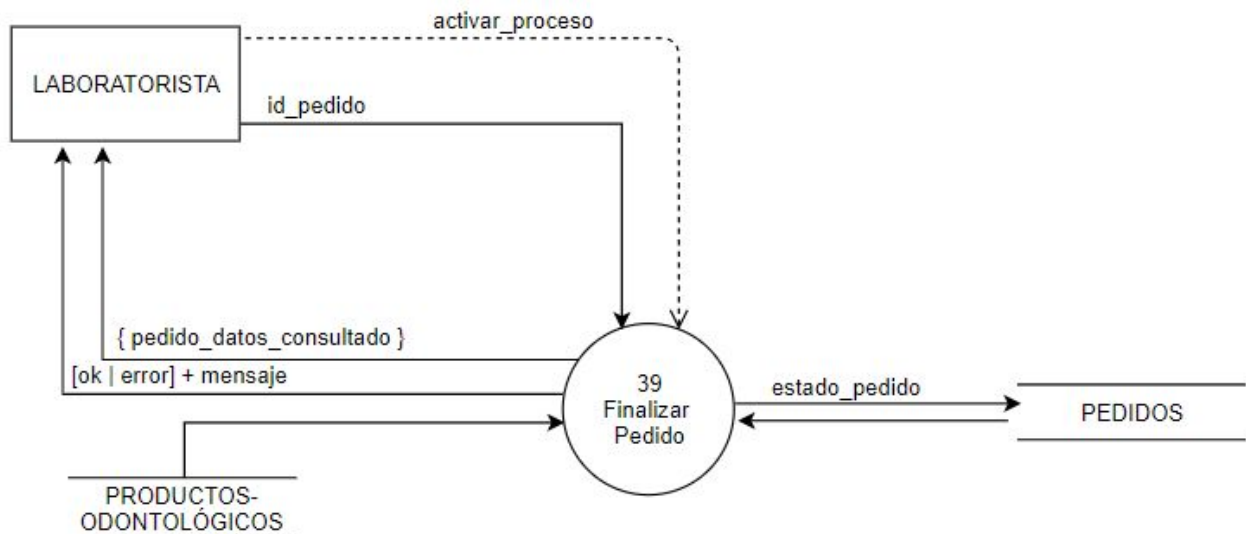 activar_proceso
LABORATORISTA
id_pedido
{ pedido_datos_consultado }
[ok | error] + mensaje
39
Finalizar
Pedido
estado_pedido
PEDIDOS
PRODUCTOS-
ODONTOLÓGICOS